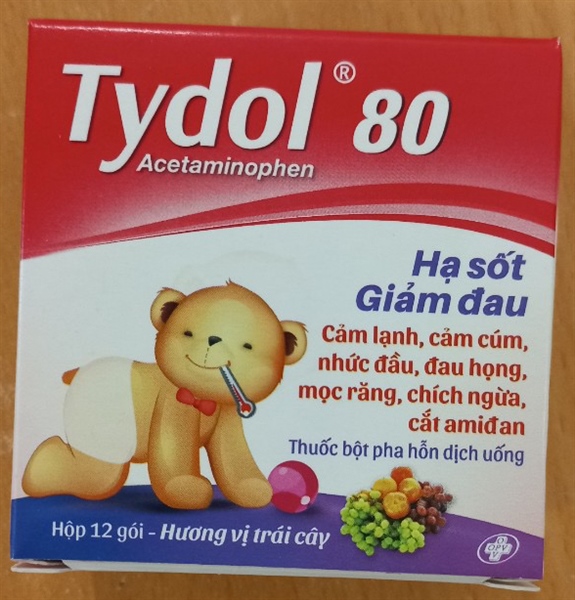 Tydol® 80
Acetaminophen
Hạ sốt
Giảm đau
Cảm lạnh, cảm cúm,
nhức đầu, đau họng,
mọc răng, chích ngừa,
cắt amiđan
Thuốc bột pha hỗn dịch uống
Hộp 12 gói - Hương vị trái cây
OPV